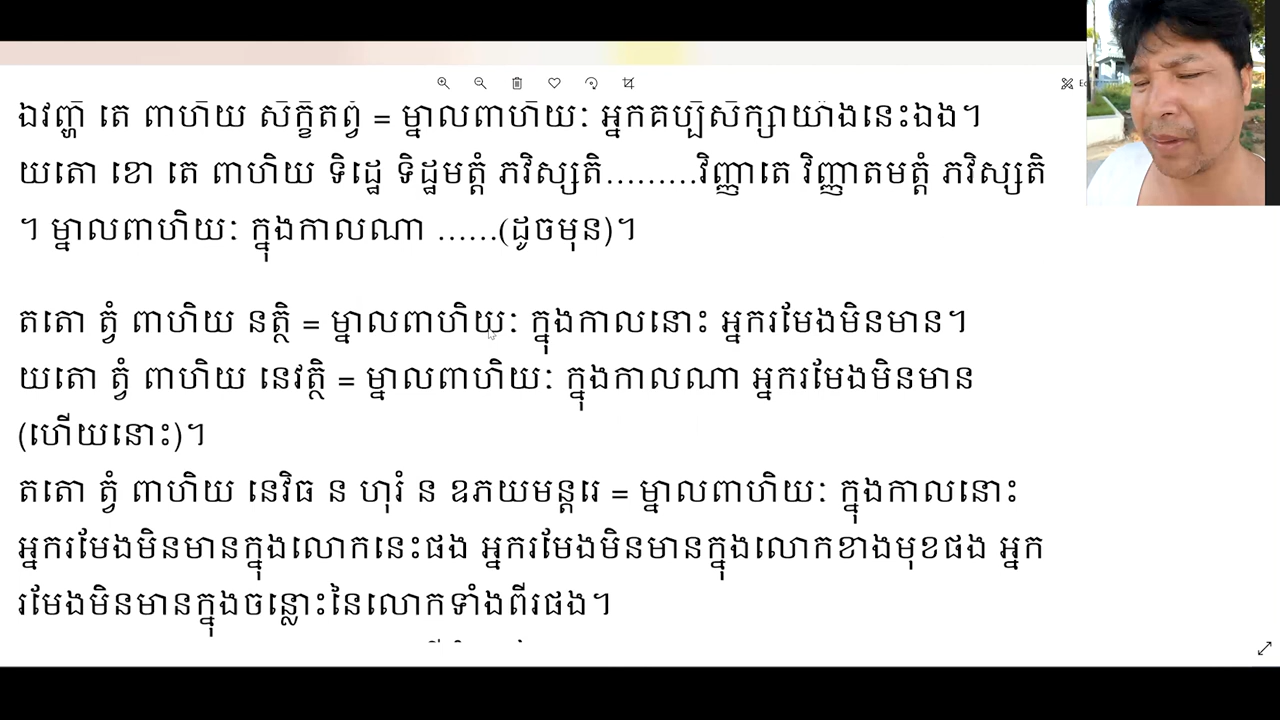 ឯវញ្ហិ តេ ពាហិយ សិក្ខិតព្វំ = ម្នាលពាហិយៈ អ្នកគប្បីសិក្សាយ៉ាងនេះឯង។
យតោ ខោ តេ ពាហិយ ទិដ្ឋេ ទិដ្ឋមត្តំ ភវិស្សតិ.........វិញ្ញាតេ វិញ្ញាតមត្តំ ភវិស្សតិ
។ ម្នាលពាហិយៈ ក្នុងកាលណា ......(ដូចមុន)។
តតោ ត្វំ ពាហិយ នត្ថិ = ម្នាលពាហិយៈ ក្នុងកាលនោះ អ្នករមែងមិនមាន។
យតោ ត្វំ ពាហិយ នេវត្ថិ = ម្នាលពាហិយៈ ក្នុងកាលណា អ្នករមែងមិនមាន
(ហើយនោះ)។
តតោ ត្វំ ពាហិយ នេវិធ ន ហុរំ ន ឧភយមន្តរេ = ម្នាលពាហិយៈ ក្នុងកាលនោះ
អ្នករមែងមិនមានក្នុងលោកនេះផង អ្នករមែងមិនមានក្នុងលោកខាងមុខផង អ្នក
រមែងមិនមានក្នុងចន្លោះនៃលោកទាំងពីរផង។